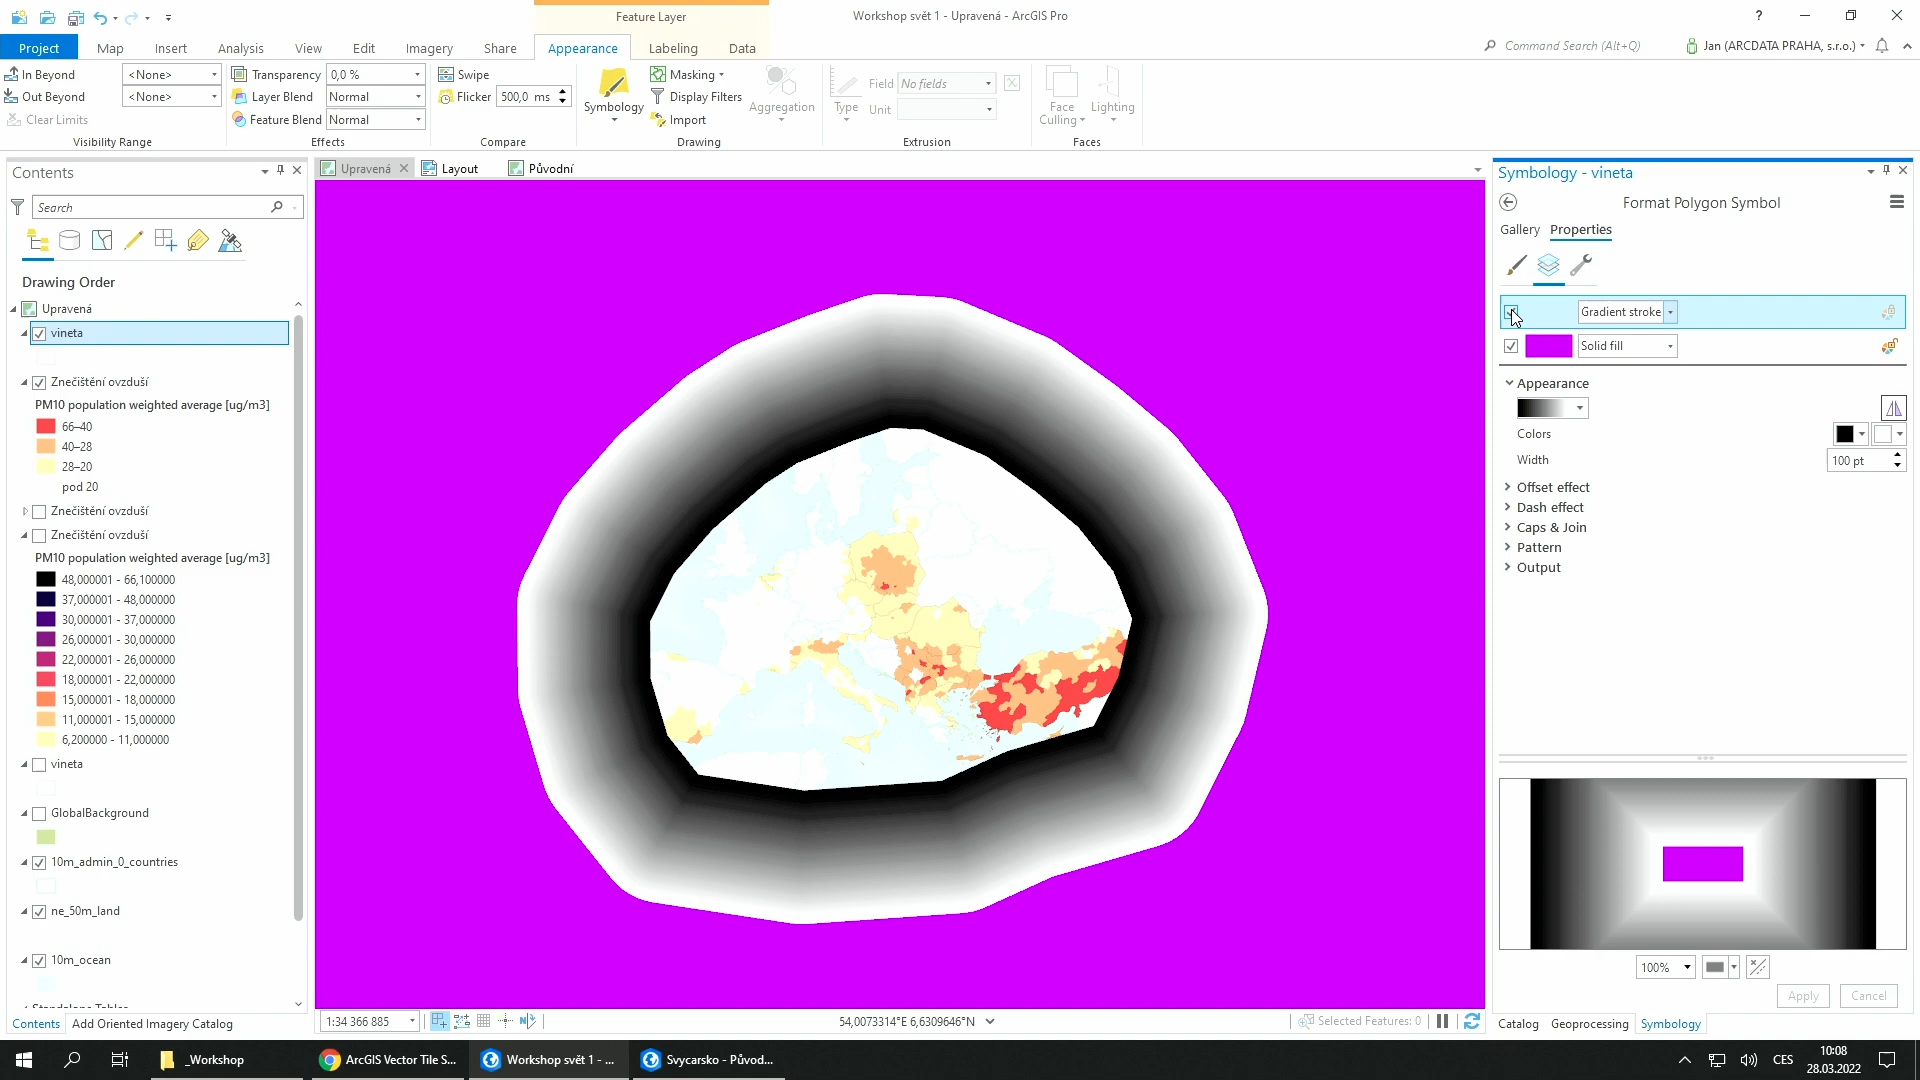 Feature Layer
Workshop svět 1 - Upravená - ArcGIS Pro
?
Project Map Insert Analysis View Edit Imagery Share Appearance Labeling Data
Command Search (Alt+Q)
Jan (ARCDATA PRAHA, s.r.o.)
In Beyond <None>
Out Beyond <None>
Clear Limits
Visibility Range
Transparency 0,0 %
Layer Blend Normal
Feature Blend Normal
Effects
Swipe
Flicker 500,0 ms
Compare
Symbology
Masking
Display Filters
Import
Aggregation
Drawing
Type
Field No fields
Unit
Extrusion
Face Culling
Lighting
Faces
Contents
Search
Drawing Order
Upravená
vineta
Znečištění ovzduší
PM10 population weighted average [ug/m3]
66–40
40–28
28–20
pod 20
Znečištění ovzduší
Znečištění ovzduší
PM10 population weighted average [ug/m3]
48,000001 - 66,100000
37,000001 - 48,000000
30,000001 - 37,000000
26,000001 - 30,000000
22,000001 - 26,000000
18,000001 - 22,000000
15,000001 - 18,000000
11,000001 - 15,000000
6,200000 - 11,000000
vineta
GlobalBackground
10m_admin_0_countries
ne_50m_land
10m_ocean
Contents Add Oriented Imagery Catalog
Upravená Layout Původní
1:34 366 885
54,0073314°E 6,6309646°N
Selected Features: 0
Symbology - vineta
Format Polygon Symbol
Gallery Properties
Gradient stroke
Solid fill
Appearance
Colors
Width 100 pt
Offset effect
Dash effect
Caps & Join
Pattern
Output
100%
Apply Cancel
Catalog Geoprocessing Symbology
_Workshop
ArcGIS Vector Tile S...
Workshop svět 1 - ...
Svycarsko - Původ...
CES
10:08
28.03.2022